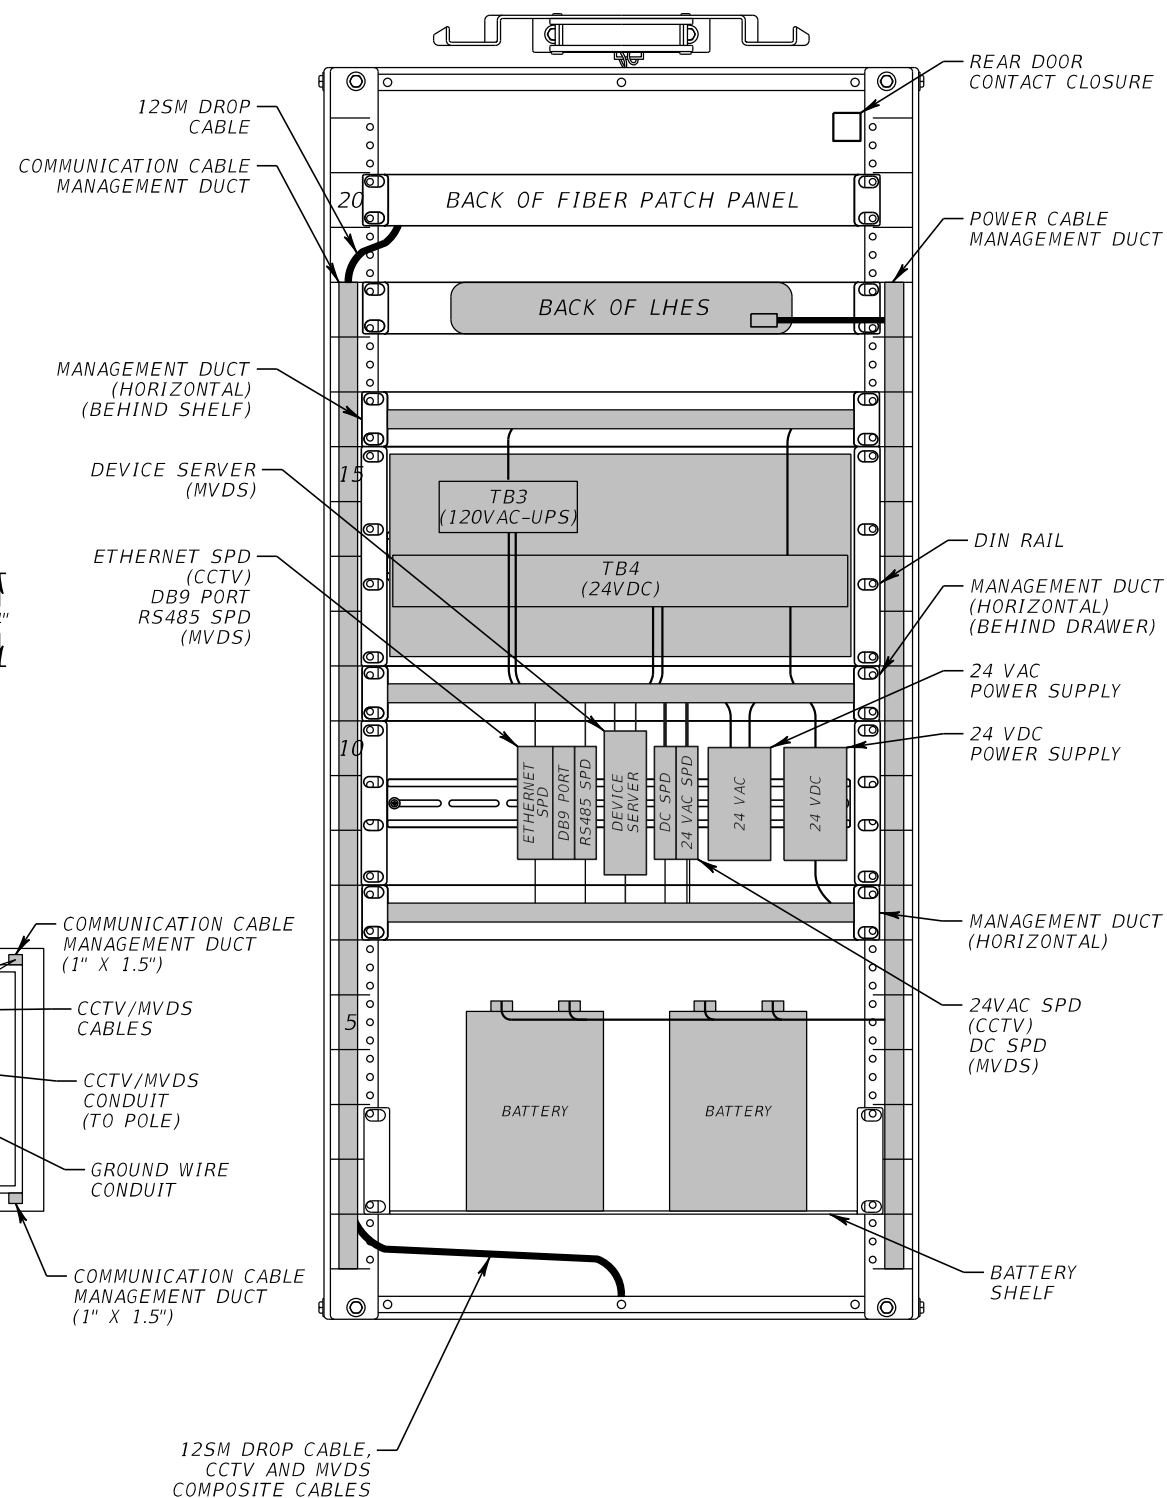 REAR DOOR
CONTACT CLOSURE
12SM DROP
CABLE
COMMUNICATION CABLE
MANAGEMENT DUCT
20
BACK OF FIBER PATCH PANEL
POWER CABLE
MANAGEMENT DUCT
BACK OF LHES
MANAGEMENT DUCT
(HORIZONTAL)
(BEHIND SHELF)
DEVICE SERVER
(MVDS)
15
TB3
(120VAC-UPS)
ETHERNET SPD
(CCTV)
DB9 PORT
RS485 SPD
(MVDS)
TB4
(24VDC)
DIN RAIL
MANAGEMENT DUCT
(HORIZONTAL)
(BEHIND DRAWER)
24 VAC
POWER SUPPLY
24 VDC
POWER SUPPLY
10
ETHERNET
SPD
DB9 PORT
RS485 SPD
DEVICE
SERVER
DC SPD
24 VAC SPD
24 VAC
24 VDC
MANAGEMENT DUCT
(HORIZONTAL)
COMMUNICATION CABLE
MANAGEMENT DUCT
(1" X 1.5")
CCTV/MVDS
CABLES
5
24VAC SPD
(CCTV)
DC SPD
(MVDS)
CCTV/MVDS
CONDUIT
(TO POLE)
BATTERY
BATTERY
GROUND WIRE
CONDUIT
COMMUNICATION CABLE
MANAGEMENT DUCT
(1" X 1.5")
BATTERY
SHELF
12SM DROP CABLE,
CCTV AND MVDS
COMPOSITE CABLES